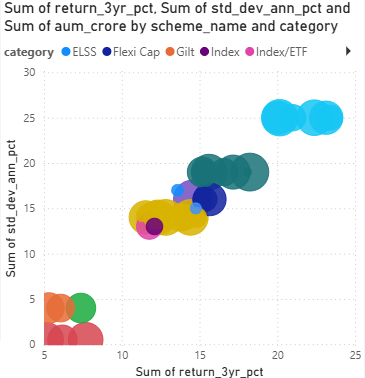 Sum of return_3yr_pct, Sum of std_dev_ann_pct and
Sum of aum_crore by scheme_name and category
category ELSS Flexi Cap Gilt Index Index/ETF
30
25
20
15
10
5
0
Sum of std_dev_ann_pct
5 10 15 20 25
Sum of return_3yr_pct